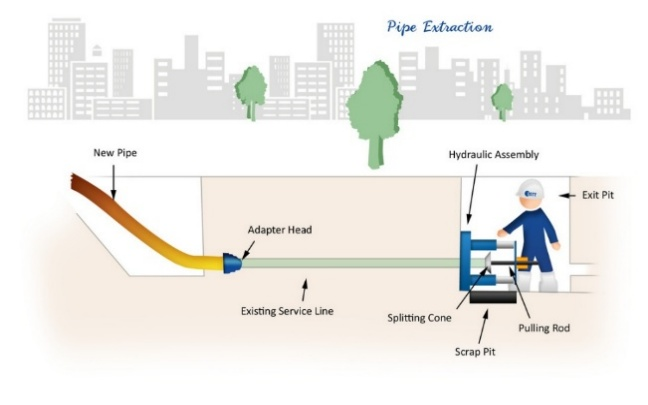 Pipe Extraction
New Pipe
Hydraulic Assembly
Exit Pit
Adapter Head
Existing Service Line
Splitting Cone
Pulling Rod
Scrap Pit